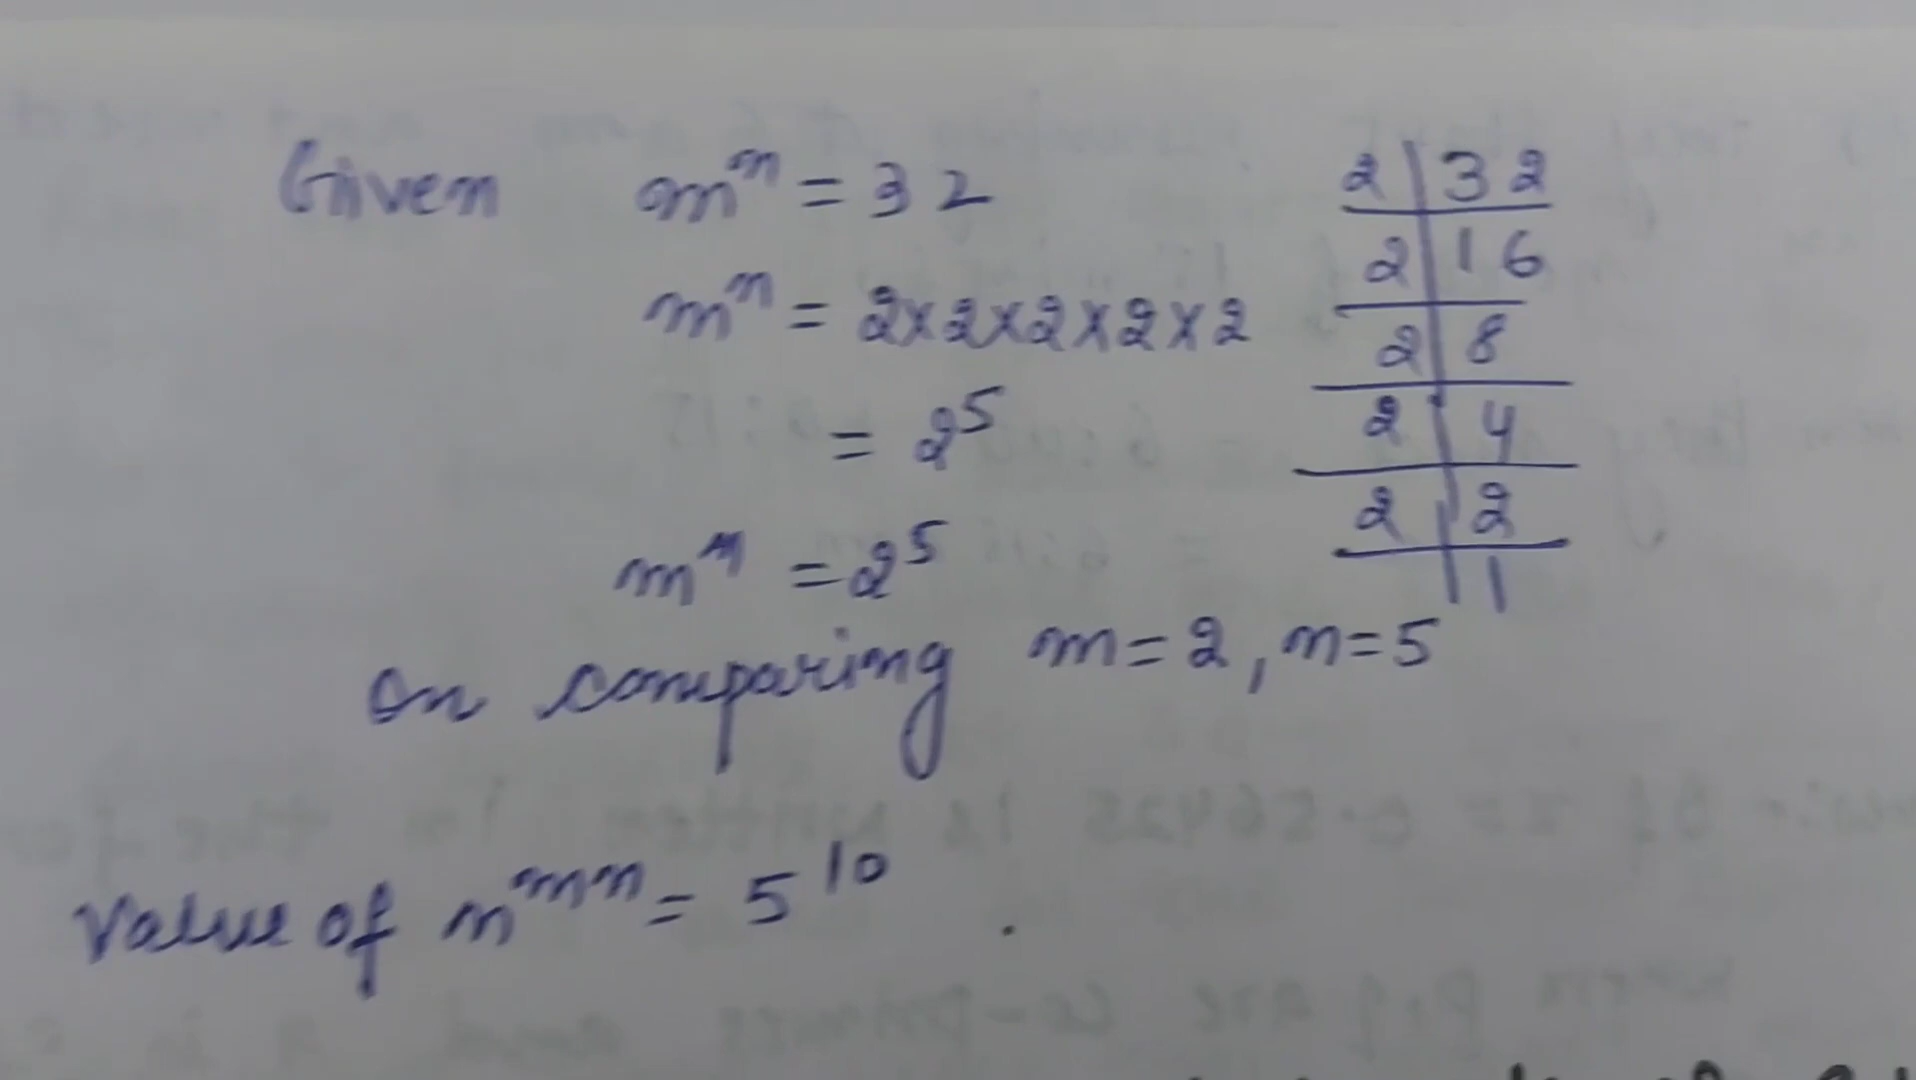 Given m^n = 32
m^n = 2×2×2×2×2
= 2^5
m^n = 2^5
On comparing m=2, n=5
Value of n^mn = 5^10
2 | 32
2 | 16
2 | 8
2 | 4
2 | 2
| 1